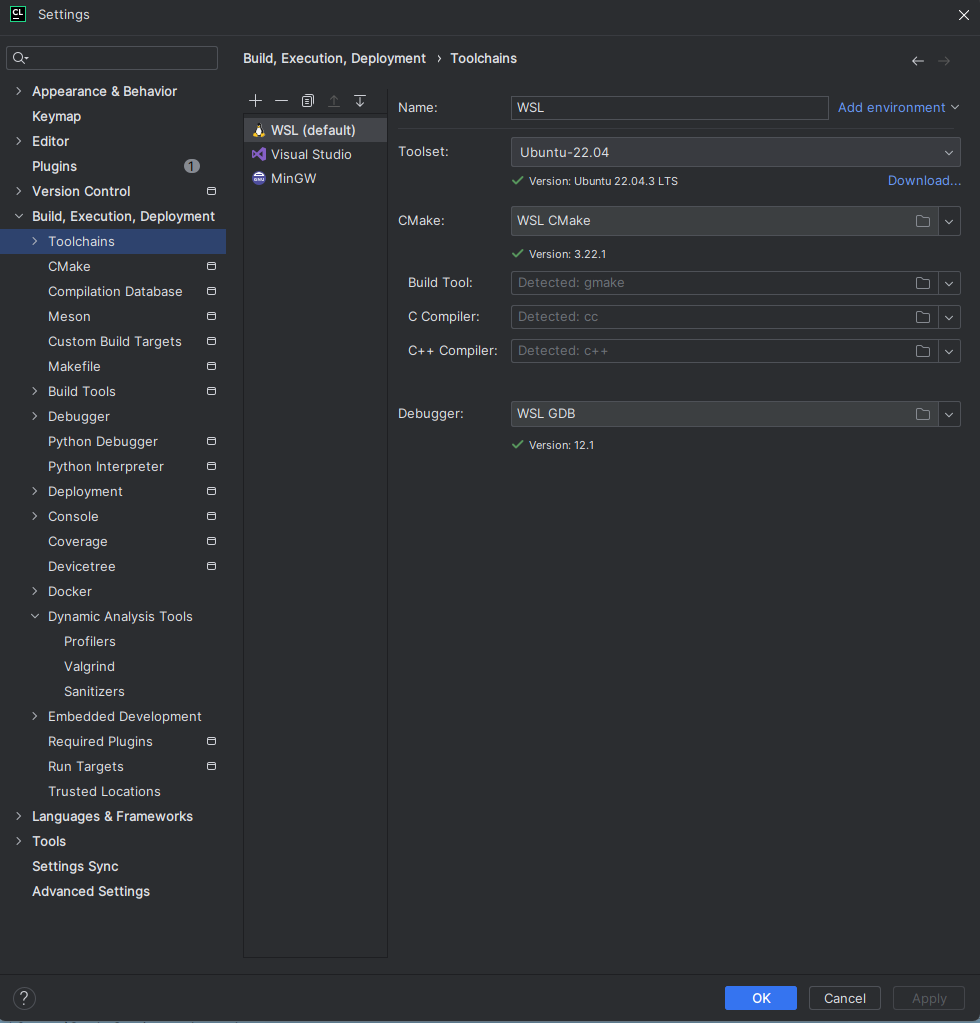 CL Settings
Build, Execution, Deployment › Toolchains
Appearance & Behavior
Keymap
Editor
Plugins 1
Version Control
Build, Execution, Deployment
Toolchains
CMake
Compilation Database
Meson
Custom Build Targets
Makefile
Build Tools
Debugger
Python Debugger
Python Interpreter
Deployment
Console
Coverage
Devicetree
Docker
Dynamic Analysis Tools
Profilers
Valgrind
Sanitizers
Embedded Development
Required Plugins
Run Targets
Trusted Locations
Languages & Frameworks
Tools
Settings Sync
Advanced Settings
WSL (default)
Visual Studio
MinGW
Name: WSL Add environment
Toolset: Ubuntu-22.04
Version: Ubuntu 22.04.3 LTS Download...
CMake: WSL CMake
Version: 3.22.1
Build Tool: Detected: gmake
C Compiler: Detected: cc
C++ Compiler: Detected: c++
Debugger: WSL GDB
Version: 12.1
? OK Cancel Apply